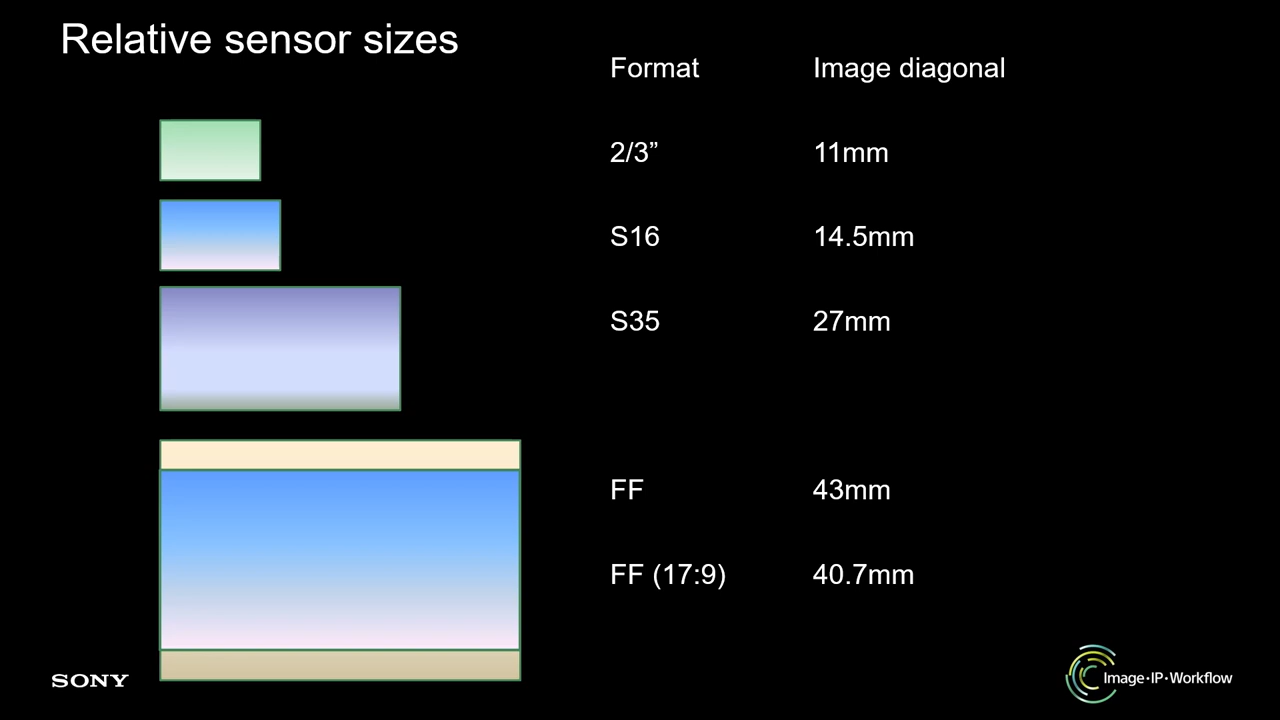 Relative sensor sizes
Format Image diagonal
2/3” 11mm
S16 14.5mm
S35 27mm
FF 43mm
FF (17:9) 40.7mm
SONY
Image·IP·Workflow